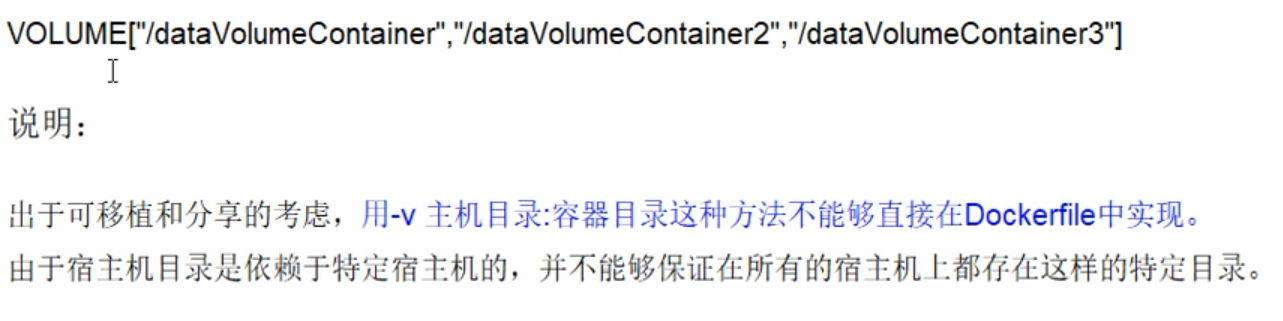 VOLUME["/dataVolumeContainer","/dataVolumeContainer2","/dataVolumeContainer3"]
说明：
出于可移植和分享的考虑，用-v 主机目录:容器目录这种方法不能够直接在Dockerfile中实现。
由于宿主机目录是依赖于特定宿主机的，并不能够保证在所有的宿主机上都存在这样的特定目录。